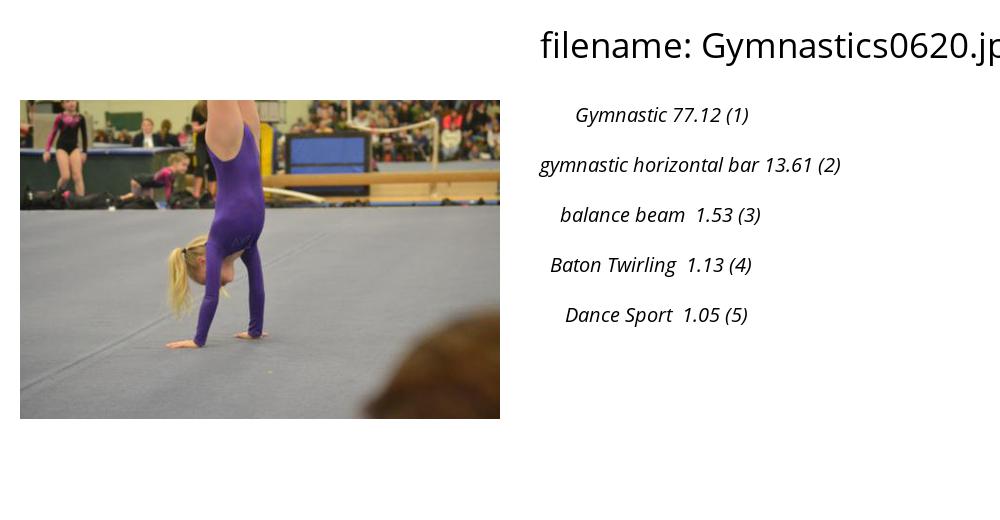 filename: Gymnastics0620.jp
Gymnastic 77.12 (1)
gymnastic horizontal bar 13.61 (2)
balance beam 1.53 (3)
Baton Twirling 1.13 (4)
Dance Sport 1.05 (5)